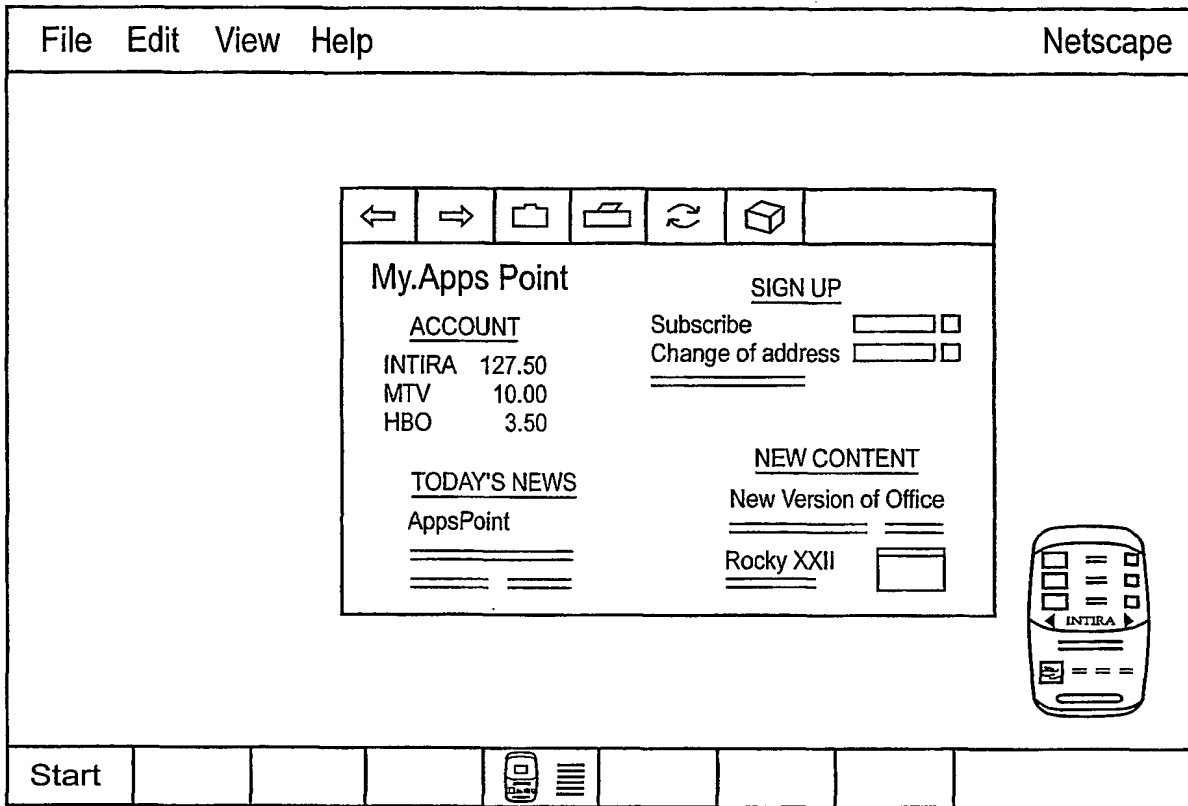 File Edit View Help Netscape
My.Apps Point
ACCOUNT
INTIRA 127.50
MTV 10.00
HBO 3.50
TODAY'S NEWS
AppsPoint
SIGN UP
Subscribe
Change of address
NEW CONTENT
New Version of Office
Rocky XXII
INTIRA
Start